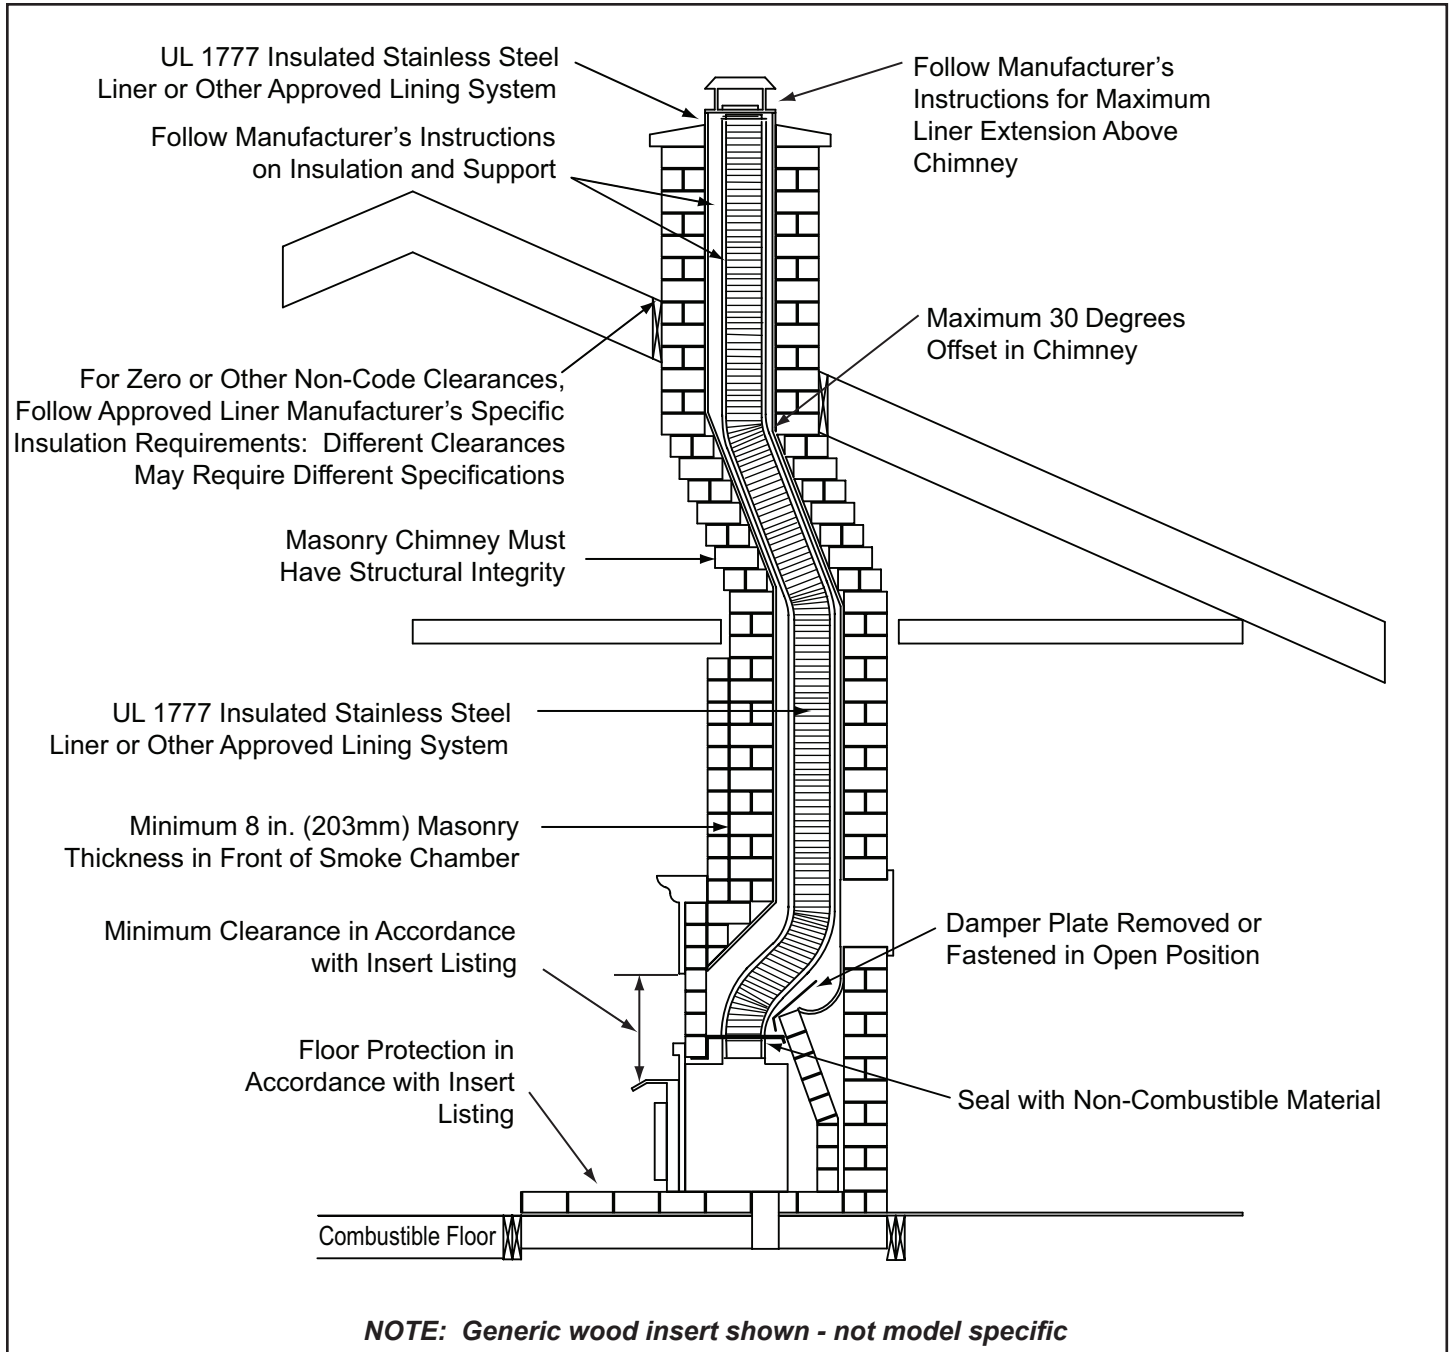 UL 1777 Insulated Stainless Steel
Liner or Other Approved Lining System
Follow Manufacturer’s
Instructions for Maximum
Liner Extension Above
Chimney
Follow Manufacturer’s Instructions
on Insulation and Support
Maximum 30 Degrees
Offset in Chimney
For Zero or Other Non-Code Clearances,
Follow Approved Liner Manufacturer’s Specific
Insulation Requirements:  Different Clearances
May Require Different Specifications
Masonry Chimney Must
Have Structural Integrity
UL 1777 Insulated Stainless Steel
Liner or Other Approved Lining System
Minimum 8 in. (203mm) Masonry
Thickness in Front of Smoke Chamber
Minimum Clearance in Accordance
with Insert Listing
Damper Plate Removed or
Fastened in Open Position
Floor Protection in
Accordance with Insert
Listing
Seal with Non-Combustible Material
Combustible Floor
NOTE:  Generic wood insert shown - not model specific